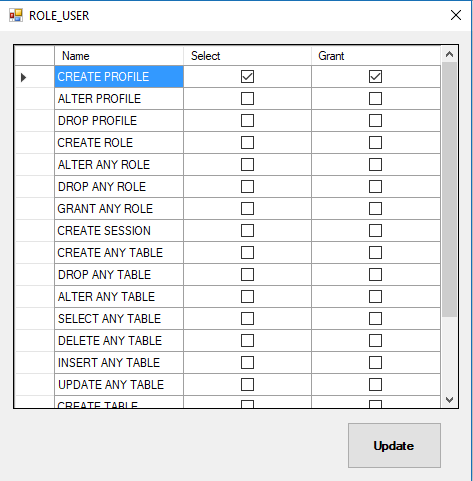 ROLE_USER
Name Select Grant
CREATE PROFILE
ALTER PROFILE
DROP PROFILE
CREATE ROLE
ALTER ANY ROLE
DROP ANY ROLE
GRANT ANY ROLE
CREATE SESSION
CREATE ANY TABLE
DROP ANY TABLE
ALTER ANY TABLE
SELECT ANY TABLE
DELETE ANY TABLE
INSERT ANY TABLE
UPDATE ANY TABLE
CREATE TABLE
Update